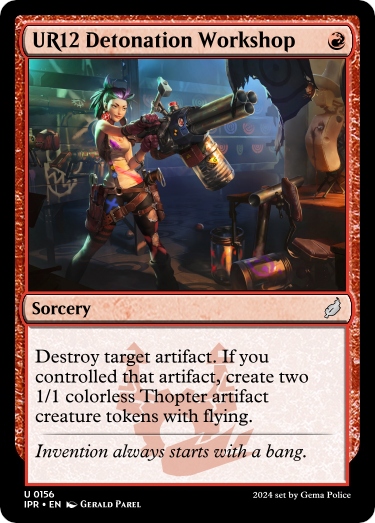 UR12 Detonation Workshop
Sorcery
Destroy target artifact. If you
controlled that artifact, create two
1/1 colorless Thopter artifact
creature tokens with flying.
Invention always starts with a bang.
U 0156
IPR • EN Gerald Parel
2024 set by Gema Police